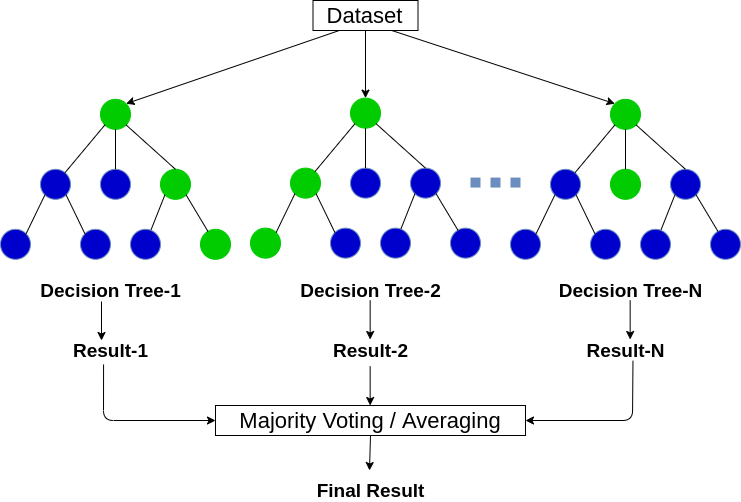 Dataset
Decision Tree-1
Decision Tree-2
Decision Tree-N
Result-1
Result-2
Result-N
Majority Voting / Averaging
Final Result